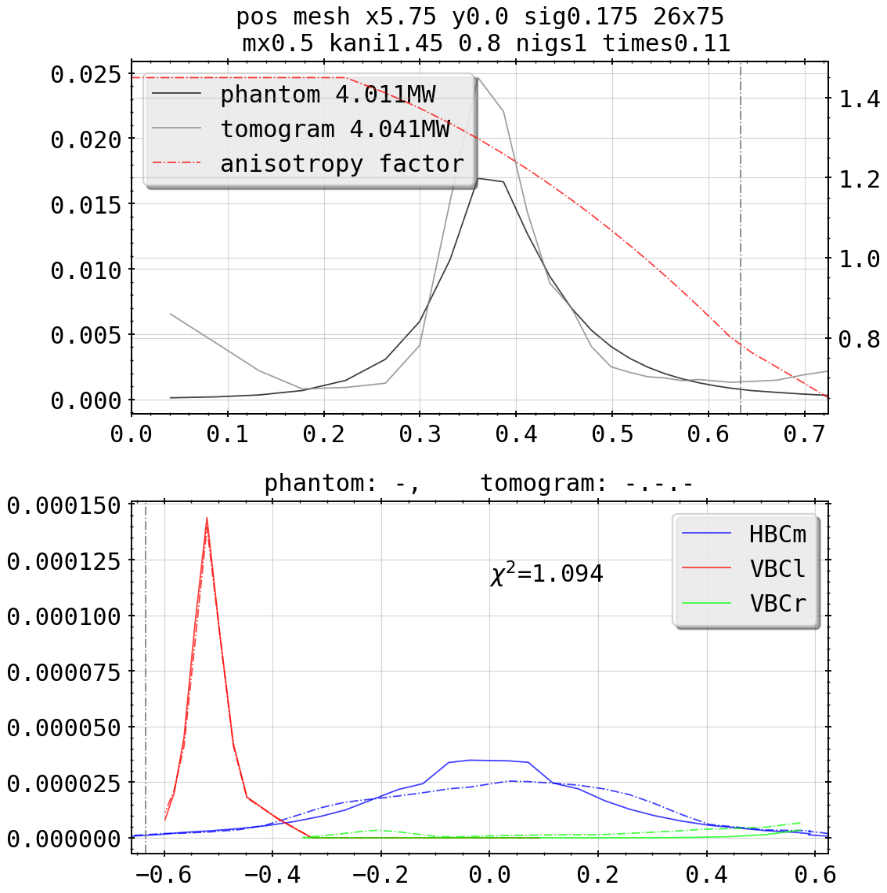 pos mesh x5.75 y0.0 sig0.175 26x75
mx0.5 kani1.45 0.8 nigs1 times0.11
0.025
0.020
0.015
0.010
0.005
0.000
phantom 4.011MW
tomogram 4.041MW
anisotropy factor
1.4
1.2
1.0
0.8
0.0 0.1 0.2 0.3 0.4 0.5 0.6 0.7
phantom: -, tomogram: -.-.-
0.000150
0.000125
0.000100
0.000075
0.000050
0.000025
0.000000
χ²=1.094
HBCm
VBCl
VBCr
−0.6 −0.4 −0.2 0.0 0.2 0.4 0.6